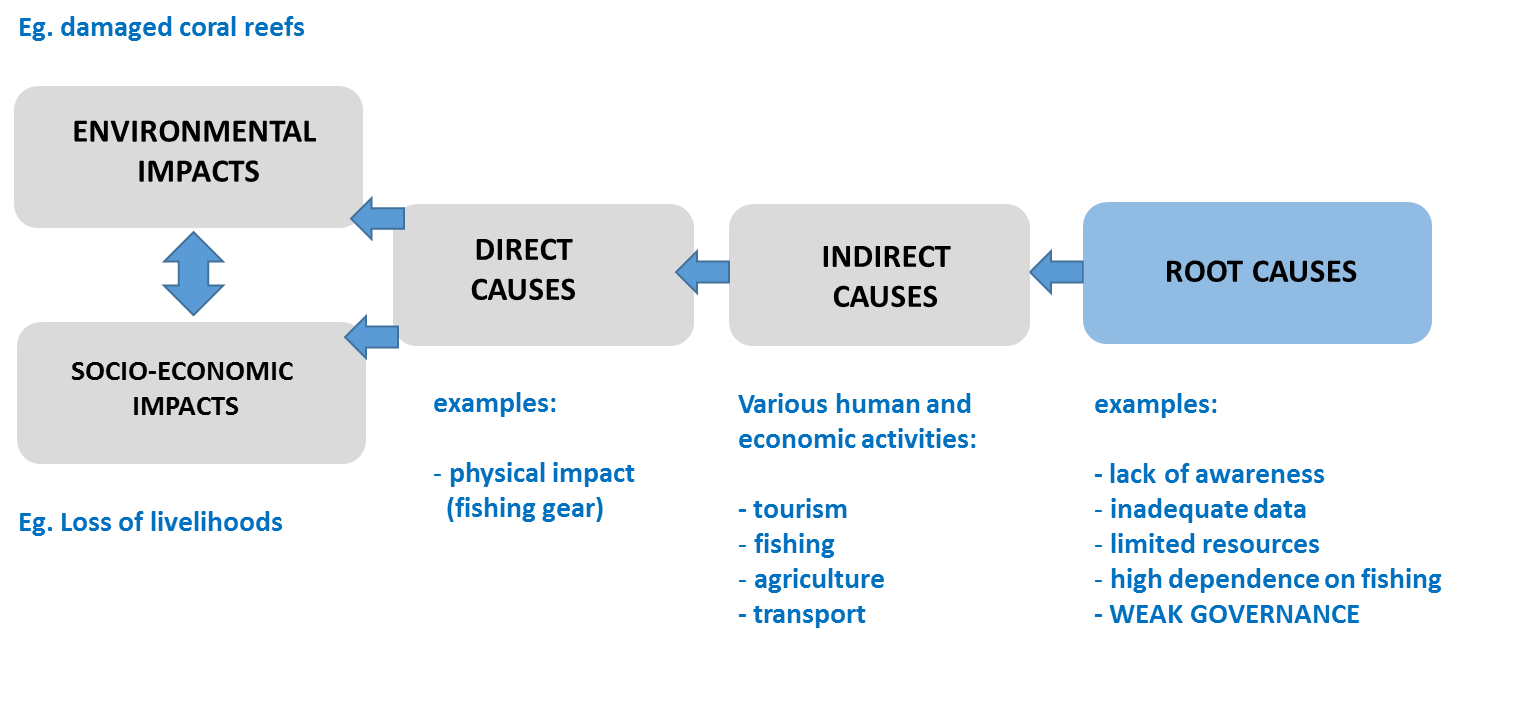 Eg. damaged coral reefs
ENVIRONMENTAL
IMPACTS
SOCIO-ECONOMIC
IMPACTS
Eg. Loss of livelihoods
DIRECT
CAUSES
examples:
- physical impact
(fishing gear)
INDIRECT
CAUSES
Various human and
economic activities:
- tourism
- fishing
- agriculture
- transport
ROOT CAUSES
examples:
- lack of awareness
- inadequate data
- limited resources
- high dependence on fishing
- WEAK GOVERNANCE